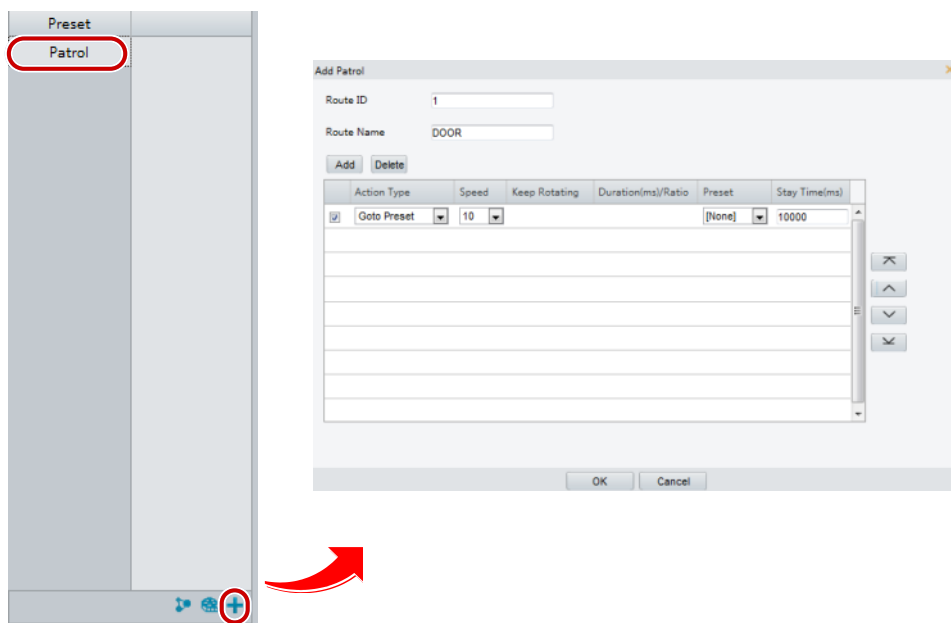 Preset
Patrol
Add Patrol
Route ID 1
Route Name DOOR
Add Delete
Action Type Speed Keep Rotating Duration(ms)/Ratio Preset Stay Time(ms)
Goto Preset 10 [None] 10000
OK Cancel